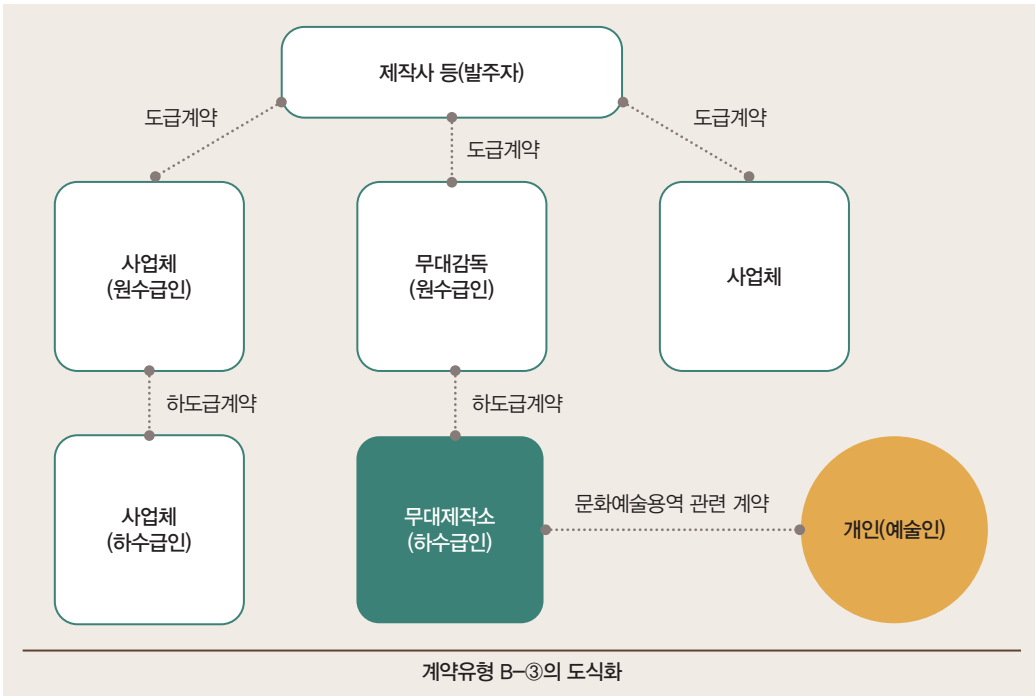 제작사 등(발주자)
도급계약
도급계약
도급계약
사업체
(원수급인)
무대감독
(원수급인)
사업체
하도급계약
하도급계약
사업체
(하수급인)
무대제작소
(하수급인)
문화예술용역 관련 계약
개인(예술인)
계약유형 B-③의 도식화